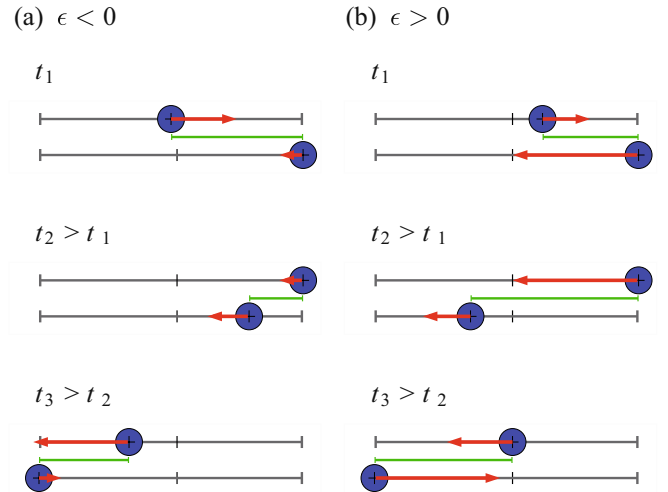 (a) ϵ < 0
(b) ϵ > 0
t₁
t₁
t₂ > t₁
t₂ > t₁
t₃ > t₂
t₃ > t₂